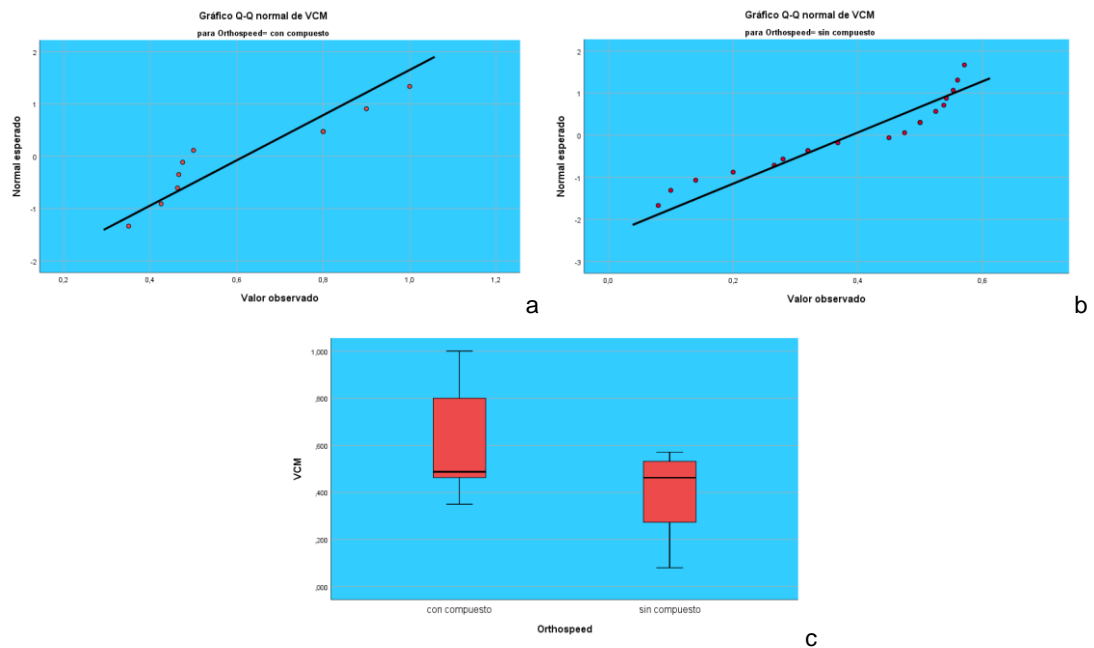 Gráfico Q-Q normal de VCM
para Orthospeed= con compuesto
Normal esperado
2
1
0
-1
-2
0,2
0,4
0,6
0,8
1,0
1,2
Valor observado
a
Gráfico Q-Q normal de VCM
para Orthospeed= sin compuesto
Normal esperado
2
1
0
-1
-2
-3
0,0
0,2
0,4
0,6
Valor observado
b
VCM
1,000
,800
,600
,400
,200
,000
con compuesto
sin compuesto
Orthospeed
c